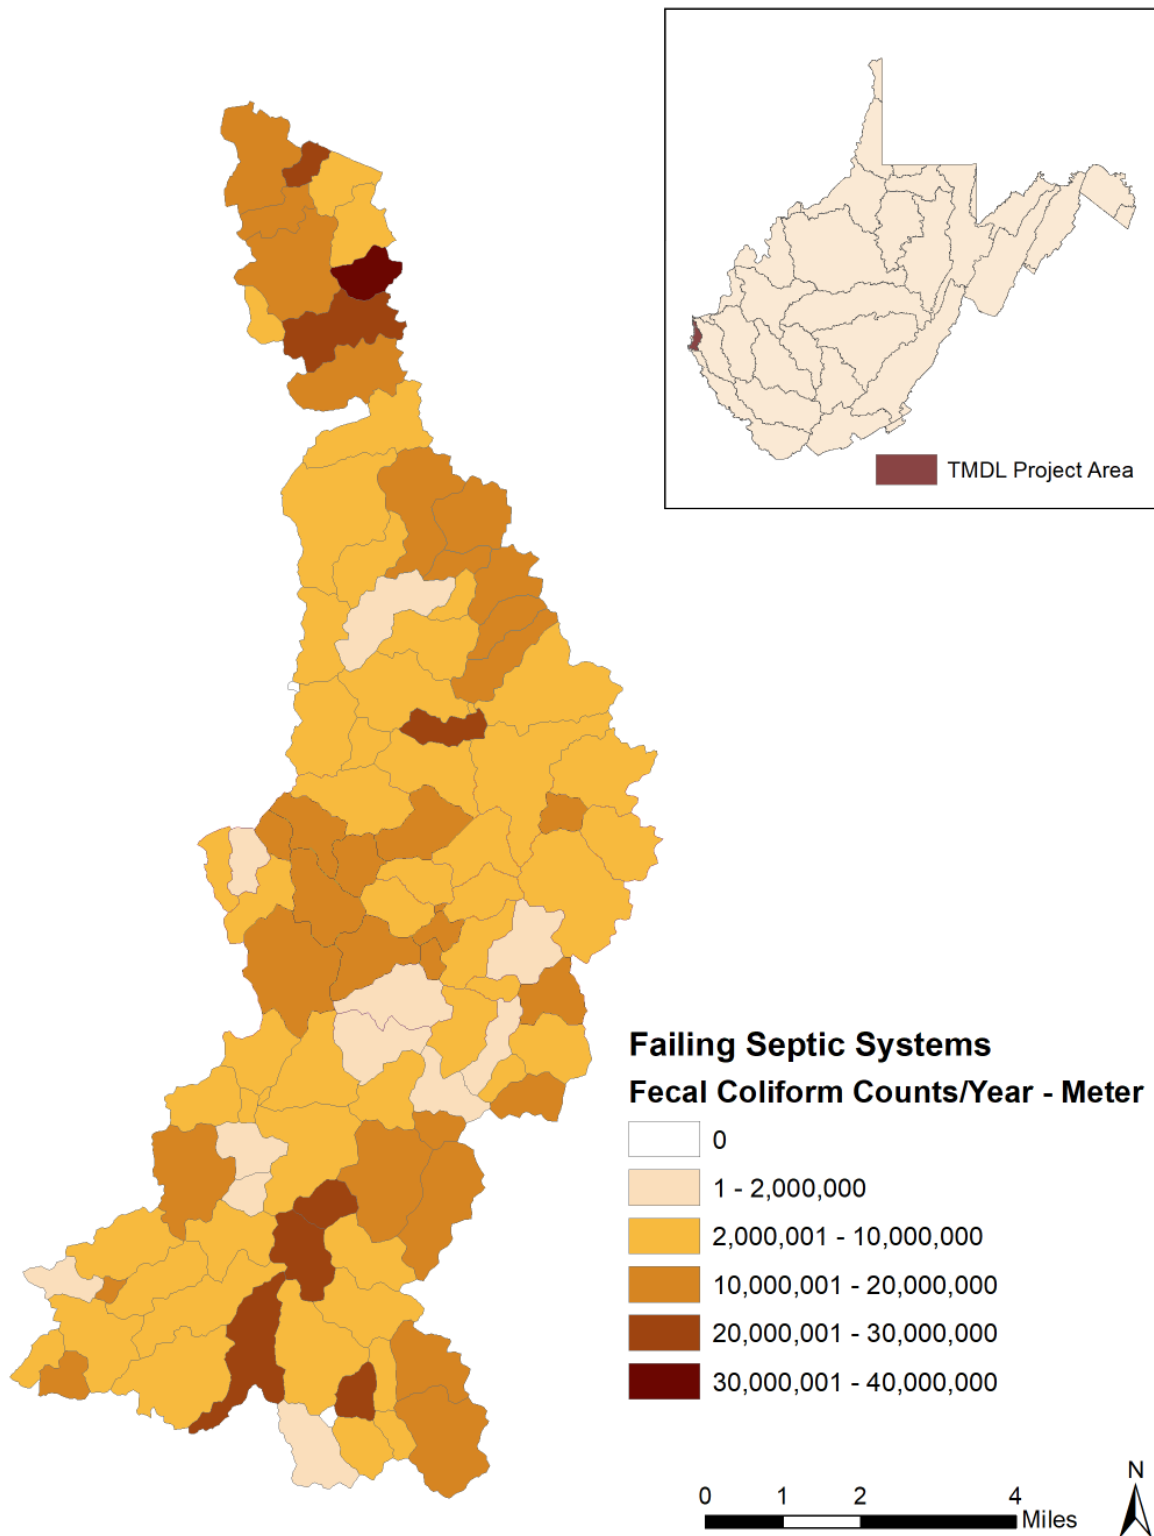 TMDL Project Area
Failing Septic Systems
Fecal Coliform Counts/Year - Meter
0
1 - 2,000,000
2,000,001 - 10,000,000
10,000,001 - 20,000,000
20,000,001 - 30,000,000
30,000,001 - 40,000,000
N
0 1 2 4
Miles